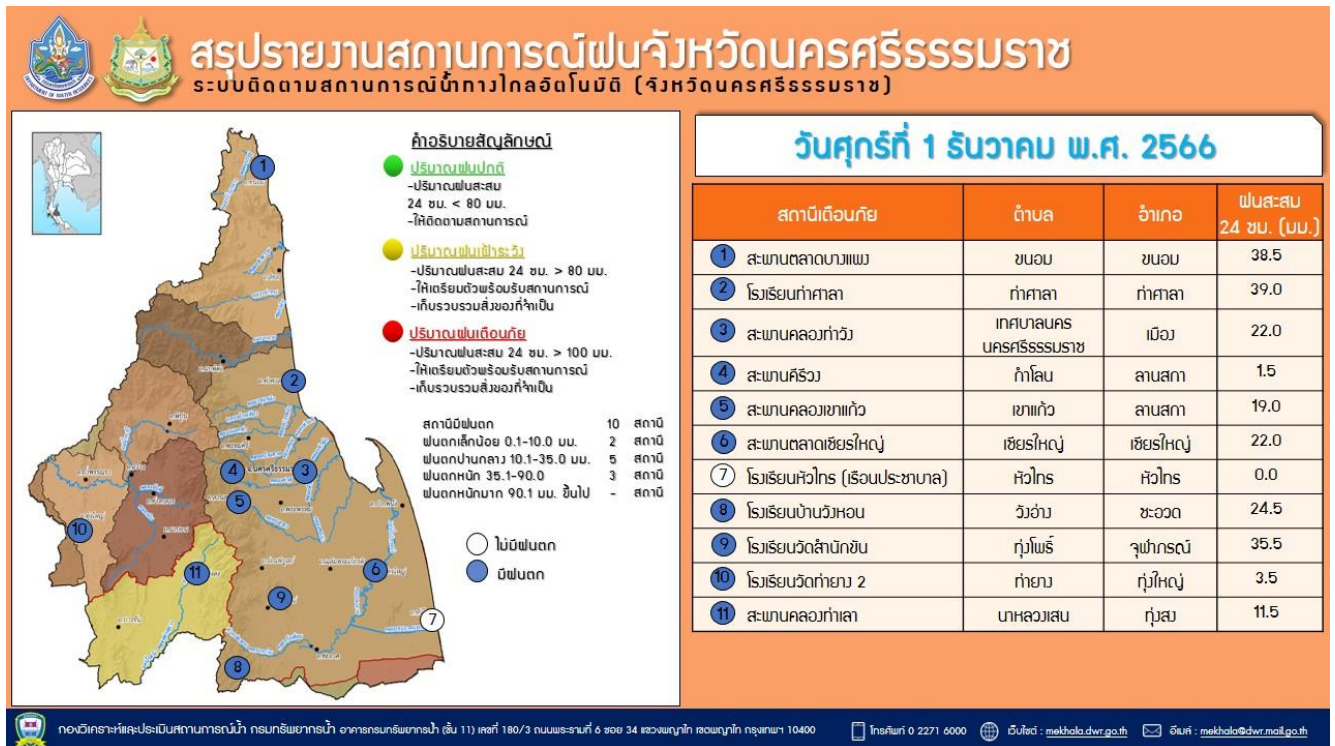 สรุปรายงานสถานการณ์ฝนจังหวัดนครศรีธรรมราช
ระบบติดตามสถานการณ์น้ำทางไกลอัตโนมัติ (จังหวัดนครศรีธรรมราช)
คำอธิบายสัญลักษณ์
ปริมาณฝนปกติ
-ปริมาณฝนสะสม
24 ชม. < 80 มม.
-ให้ติดตามสถานการณ์
ปริมาณฝนเฝ้าระวัง
-ปริมาณฝนสะสม 24 ชม. > 80 มม.
-ให้เตรียมตัวพร้อมรับสถานการณ์
-เก็บรวบรวมสิ่งของที่จำเป็น
ปริมาณฝนเตือนภัย
-ปริมาณฝนสะสม 24 ชม. > 100 มม.
-ให้เตรียมตัวพร้อมรับสถานการณ์
-เก็บรวบรวมสิ่งของที่จำเป็น
สถานีมีฝนตก 10 สถานี
ฝนตกเล็กน้อย 0.1-10.0 มม. 2 สถานี
ฝนตกปานกลาง 10.1-35.0 มม. 5 สถานี
ฝนตกหนัก 35.1-90.0 3 สถานี
ฝนตกหนักมาก 90.1 มม. ขึ้นไป - สถานี
ไม่มีฝนตก
มีฝนตก
1
2
4
3
5
10
11
6
9
7
8
วันศุกร์ที่ 1 ธันวาคม พ.ศ. 2566
สถานีเตือนภัย ตำบล อำเภอ ฝนสะสม
24 ชม. (มม.)
1 สะพานตลาดบางแพง ขนอม ขนอม 38.5
2 โรงเรียนท่าศาลา ท่าศาลา ท่าศาลา 39.0
3 สะพานคลองท่าวัง เทศบาลนคร
นครศรีธรรมราช เมือง 22.0
4 สะพานคีรีวง กำโลน ลานสกา 1.5
5 สะพานคลองเขาแก้ว เขาแก้ว ลานสกา 19.0
6 สะพานตลาดเชียรใหญ่ เชียรใหญ่ เชียรใหญ่ 22.0
7 โรงเรียนหัวไทร (เรือนประชาบาล) หัวไทร หัวไทร 0.0
8 โรงเรียนบ้านวังหอน วังอ่าง ชะอวด 24.5
9 โรงเรียนวัดสำนักขัน ทุ่งโพธิ์ จุฬาภรณ์ 35.5
10 โรงเรียนวัดท่ายาง 2 ท่ายาง ทุ่งใหญ่ 3.5
11 สะพานคลองท่าเลา นาหลวงเสน ทุ่งสง 11.5
กองวิเคราะห์และประเมินสถานการณ์น้ำ กรมทรัพยากรน้ำ อาคารกรมทรัพยากรน้ำ (ชั้น 11) เลขที่ 180/3 ถนนพระรามที่ 6 ซอย 34 แขวงพญาไท เขตพญาไท กรุงเทพฯ 10400 โทรศัพท์ 0 2271 6000 เว็บไซต์ : mekhala.dwr.go.th อีเมล์ : mekhala@dwr.mail.go.th